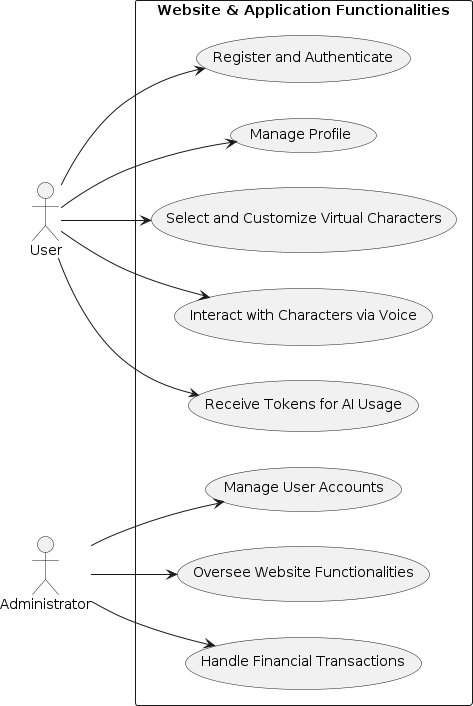 Website & Application Functionalities
Register and Authenticate
Manage Profile
Select and Customize Virtual Characters
User
Interact with Characters via Voice
Receive Tokens for AI Usage
Manage User Accounts
Oversee Website Functionalities
Administrator
Handle Financial Transactions